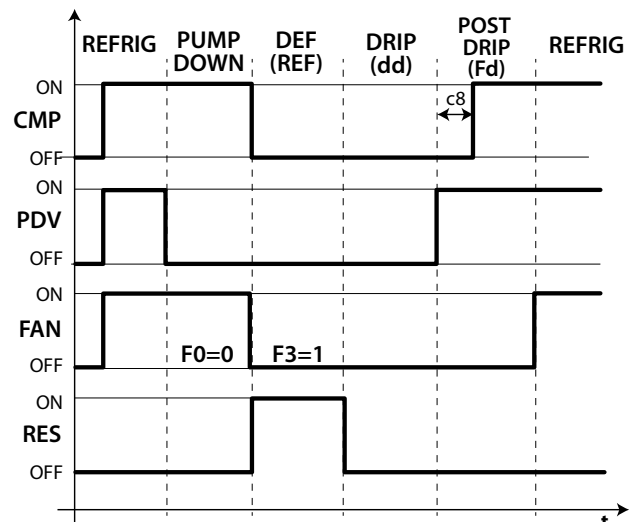 REFRIG PUMP DOWN DEF (REF) DRIP (dd) POST DRIP (Fd) REFRIG
ON
c8
CMP
OFF
ON
PDV
OFF
ON
FAN
F0=0 F3=1
OFF
ON
RES
OFF
t